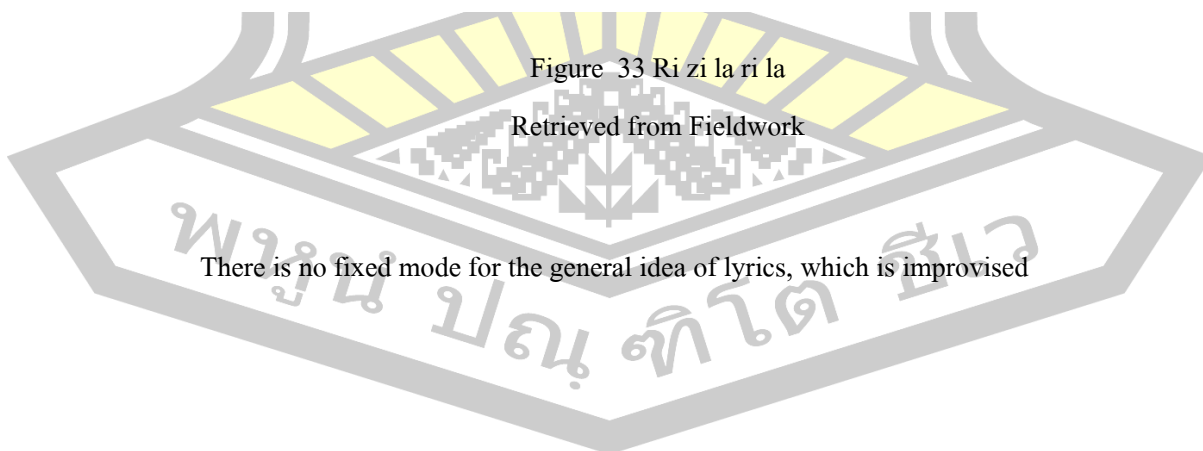 Figure 33 Ri zi la ri la
Retrieved from Fieldwork
There is no fixed mode for the general idea of lyrics, which is improvised
พหูนํ ปณฺฑิโต ชีเว